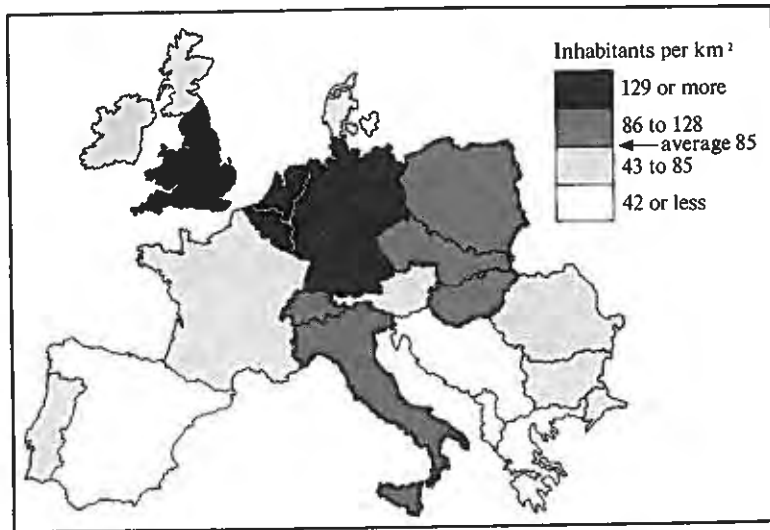 Inhabitants per km²
129 or more
86 to 128
average 85
43 to 85
42 or less